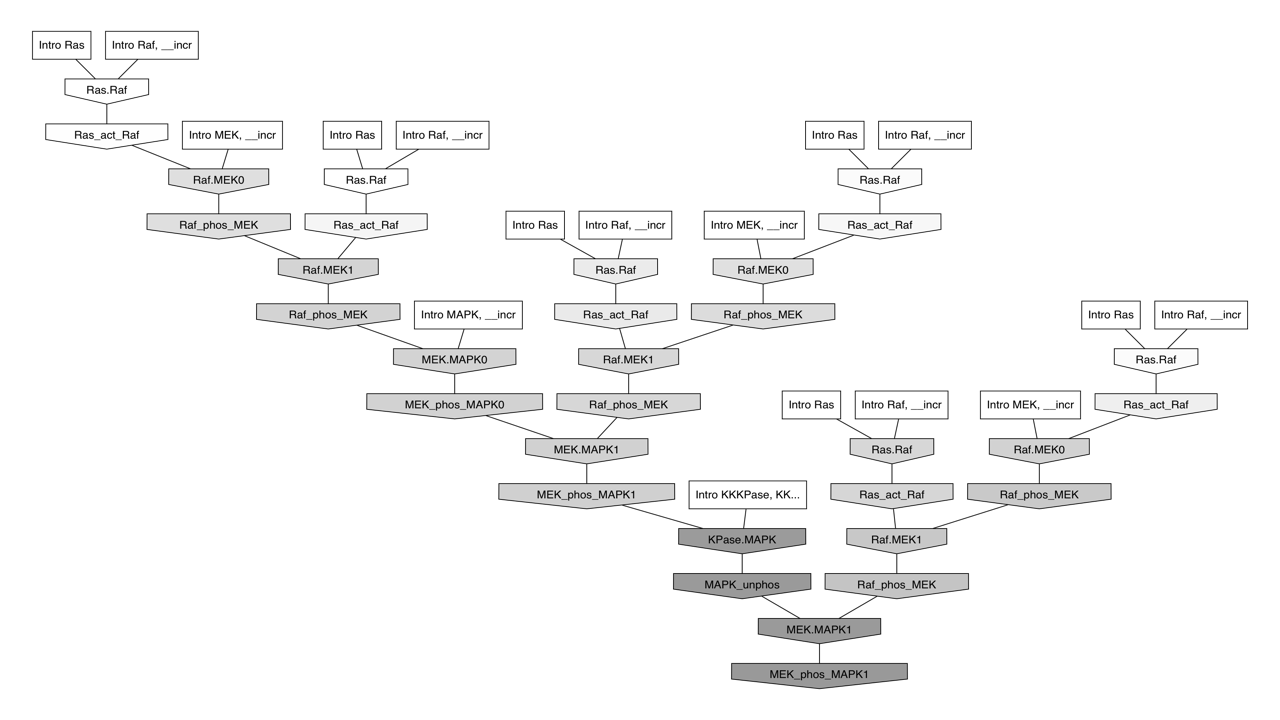 Intro Ras
Intro Raf, __incr
Ras.Raf
Ras_act_Raf
Intro MEK, __incr
Intro Ras
Intro Raf, __incr
Intro Ras
Intro Raf, __incr
Raf.MEK0
Ras.Raf
Ras.Raf
Raf_phos_MEK
Ras_act_Raf
Intro Ras
Intro Raf, __incr
Intro MEK, __incr
Ras_act_Raf
Raf.MEK1
Ras.Raf
Raf.MEK0
Raf_phos_MEK
Intro MAPK, __incr
Ras_act_Raf
Raf_phos_MEK
Intro Ras
Intro Raf, __incr
MEK.MAPK0
Raf.MEK1
Ras.Raf
MEK_phos_MAPK0
Raf_phos_MEK
Intro Ras
Intro Raf, __incr
Intro MEK, __incr
Ras_act_Raf
MEK.MAPK1
Ras.Raf
Raf.MEK0
MEK_phos_MAPK1
Intro KKKPase, KK...
Ras_act_Raf
Raf_phos_MEK
KPase.MAPK
Raf.MEK1
MAPK_unphos
Raf_phos_MEK
MEK.MAPK1
MEK_phos_MAPK1